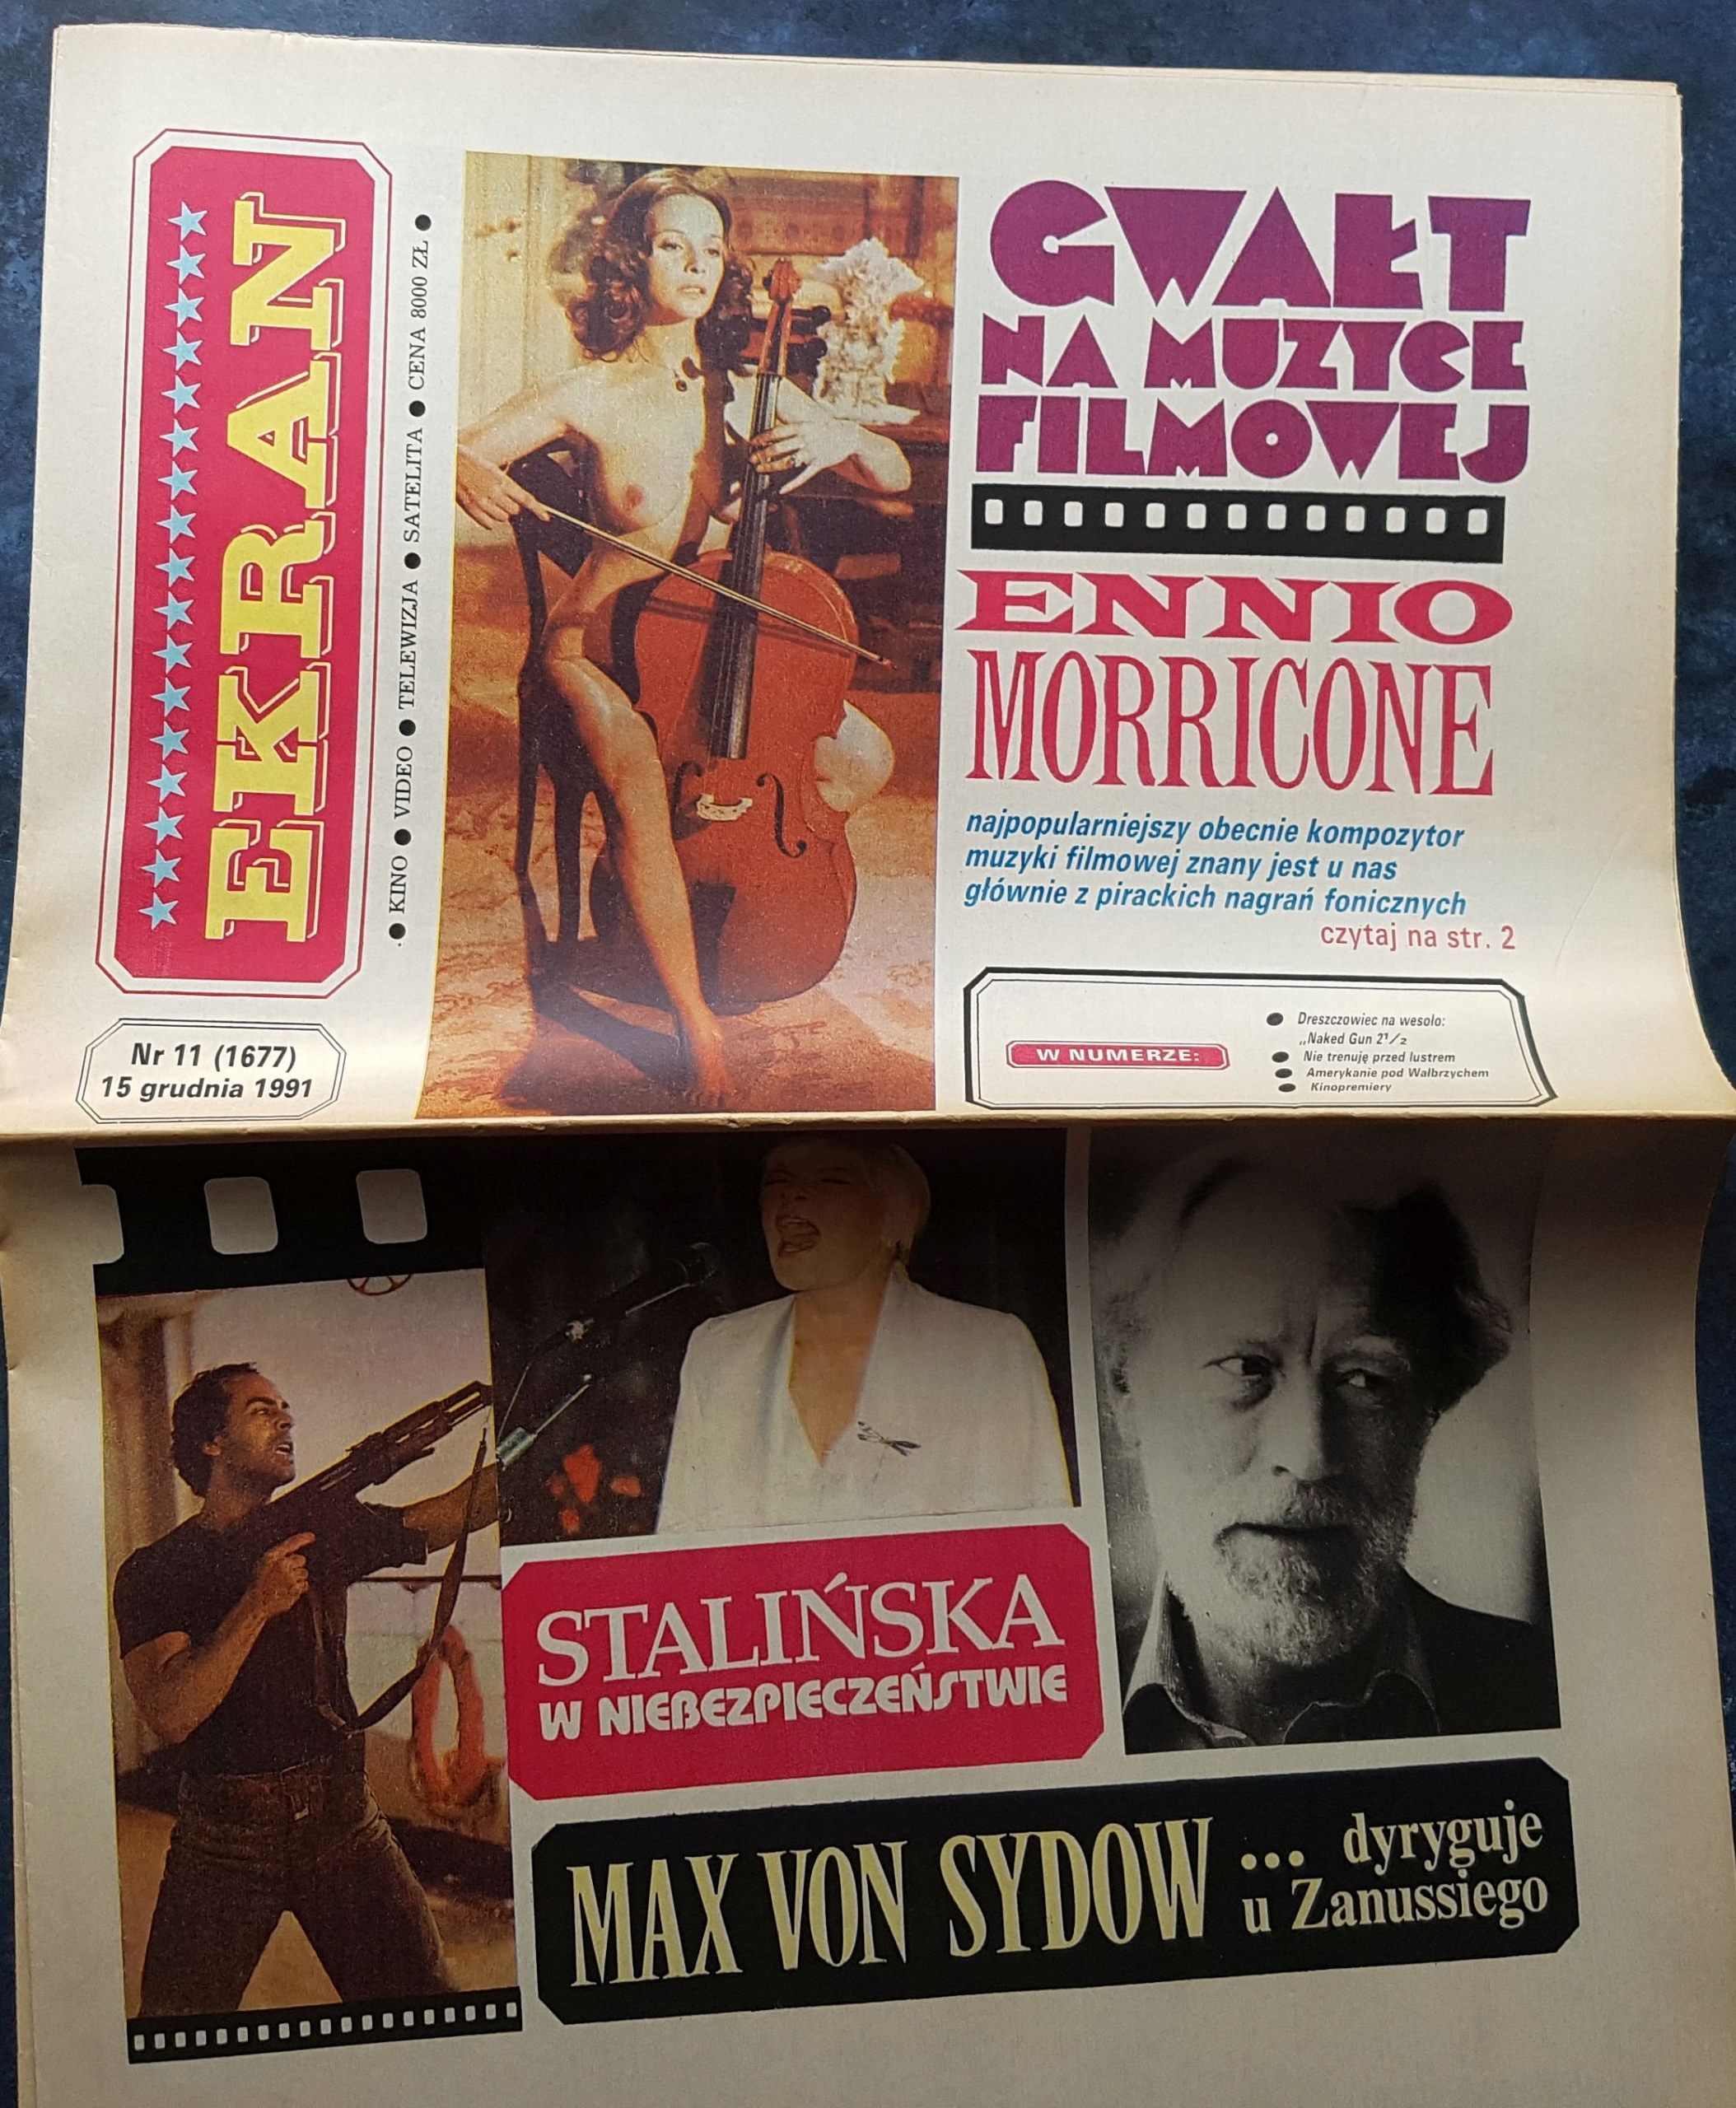 EKRAN
● KINO ● VIDEO ● TELEWIZJA ● SATELITA ● CENA 8000 ZŁ ●
Nr 11 (1677)
15 grudnia 1991
GWAŁT
NA MUZYCE
FILMOWEJ
ENNIO
MORRICONE
najpopularniejszy obecnie kompozytor
muzyki filmowej znany jest u nas
głównie z pirackich nagrań fonicznych
czytaj na str. 2
W NUMERZE:
● Dreszczowiec na wesoło:
„Naked Gun 2¹/₂
● Nie trenuję przed lustrem
● Amerykanie pod Wałbrzychem
● Kinopremiery
STALIŃSKA
W NIEBEZPIECZEŃSTWIE
MAX VON SYDOW ... dyryguje
u Zanussiego